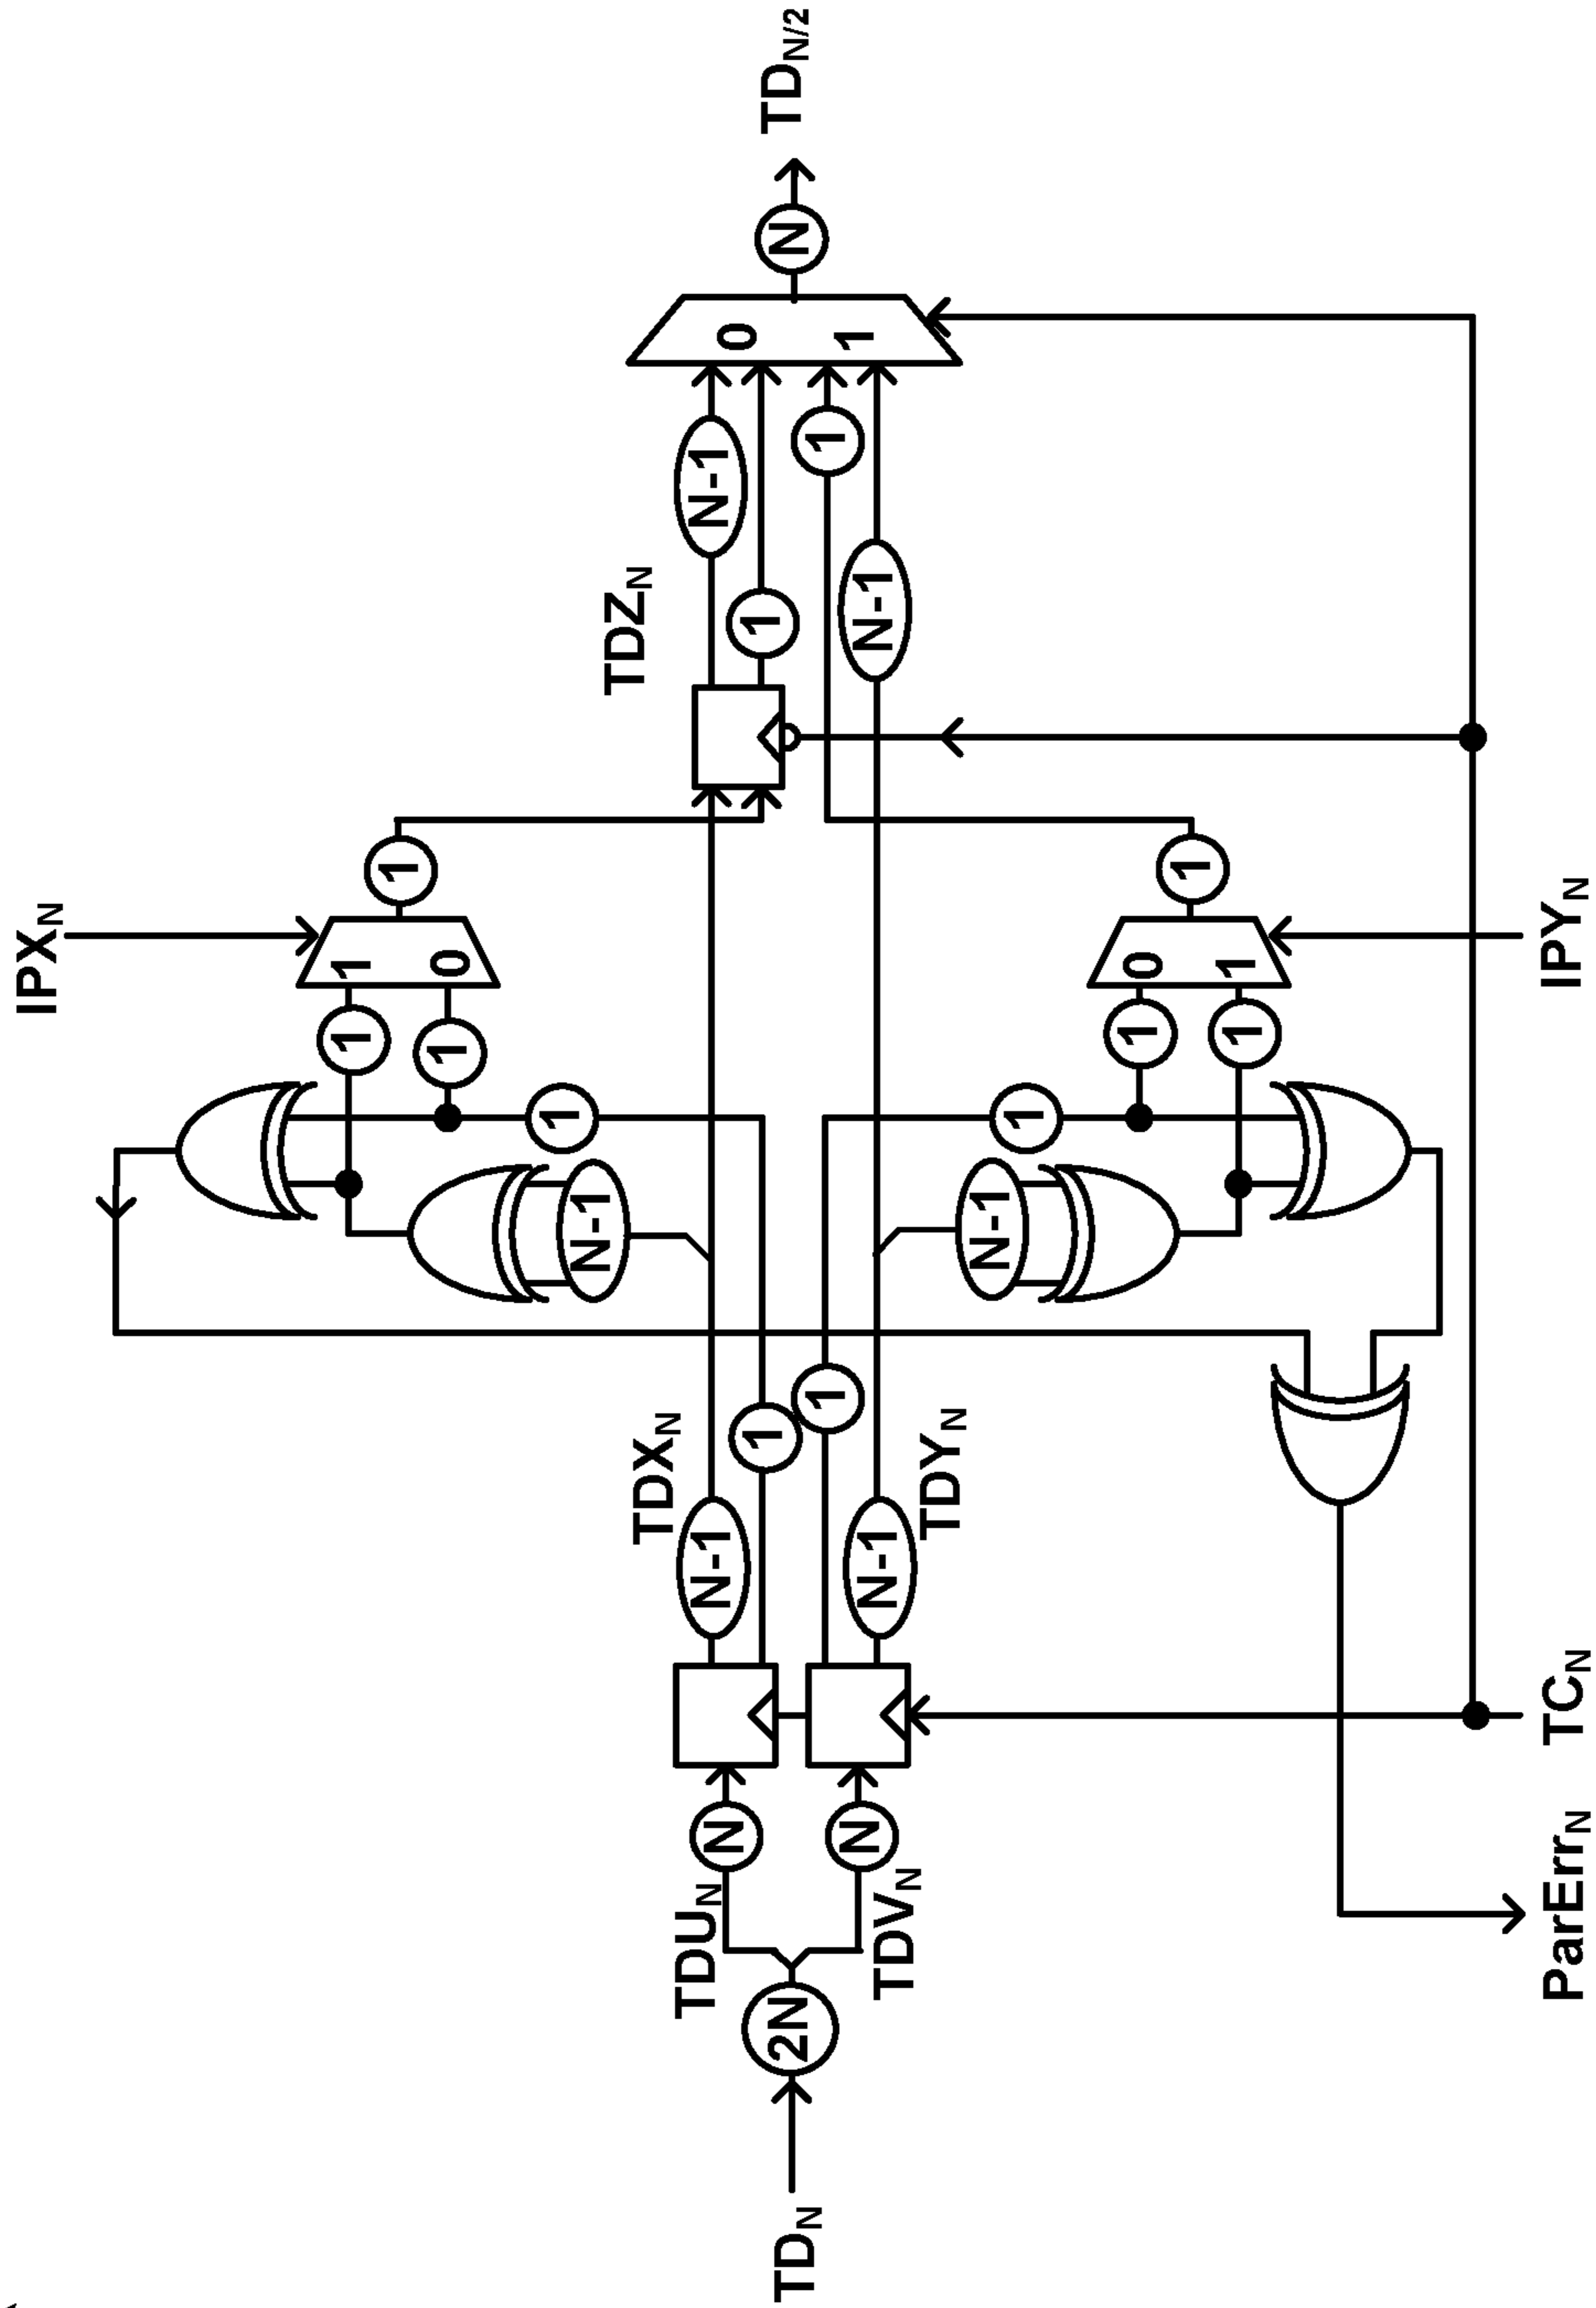 TD_N
2N
TDU_N
N
TDV_N
N
N-1
TDX_N
1
1
N-1
TDY_N
ParErr_N
TC_N
N-1
1
1
1
1
0
IPX_N
1
N-1
1
1
1
0
1
IPY_N
1
TDZ_N
N-1
1
1
N-1
0
1
N
TD_N/2